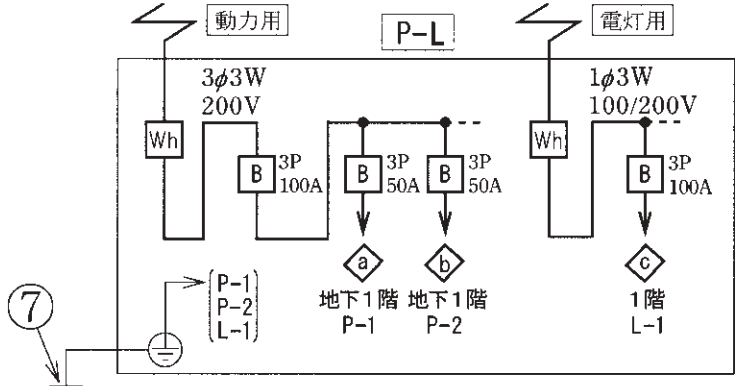 動力用
P-L
電灯用
3φ3W
200V
1φ3W
100/200V
Wh
B
3P
100A
B
3P
50A
B
3P
50A
Wh
B
3P
100A
a
b
c
地下1階
P-1
地下1階
P-2
1階
L-1
P-1
P-2
L-1
7